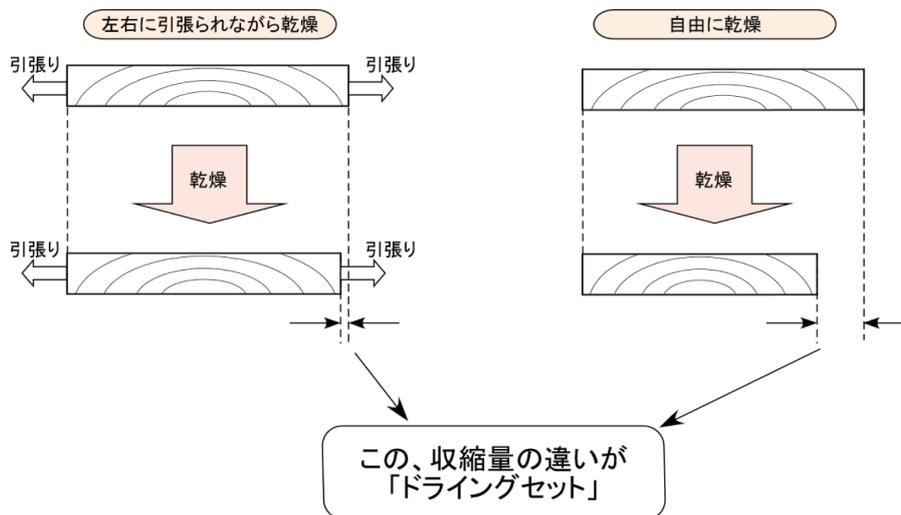 左右に引張られながら乾燥
自由に乾燥
引張り
引張り
乾燥
乾燥
引張り
引張り
この、収縮量の違いが
「ドライングセット」